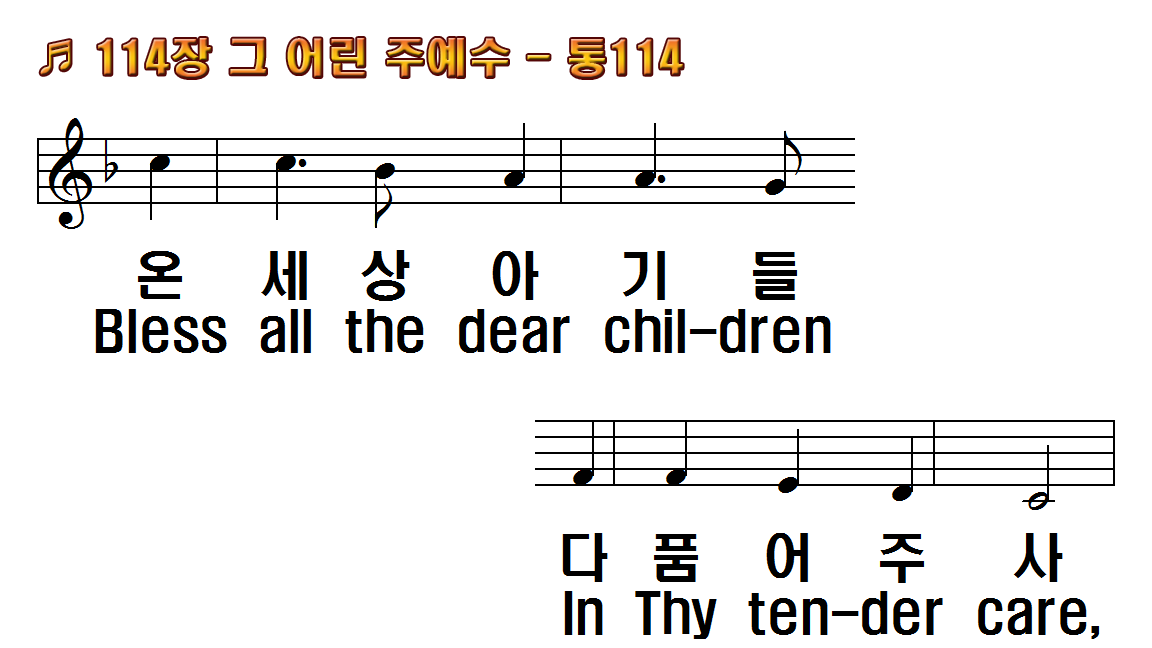 ♬ 114장 그 어린 주예수 - 통114
온 세 상 아 기 들
Bless all the dear chil-dren
다 품 어 주 사
In Thy ten-der care,